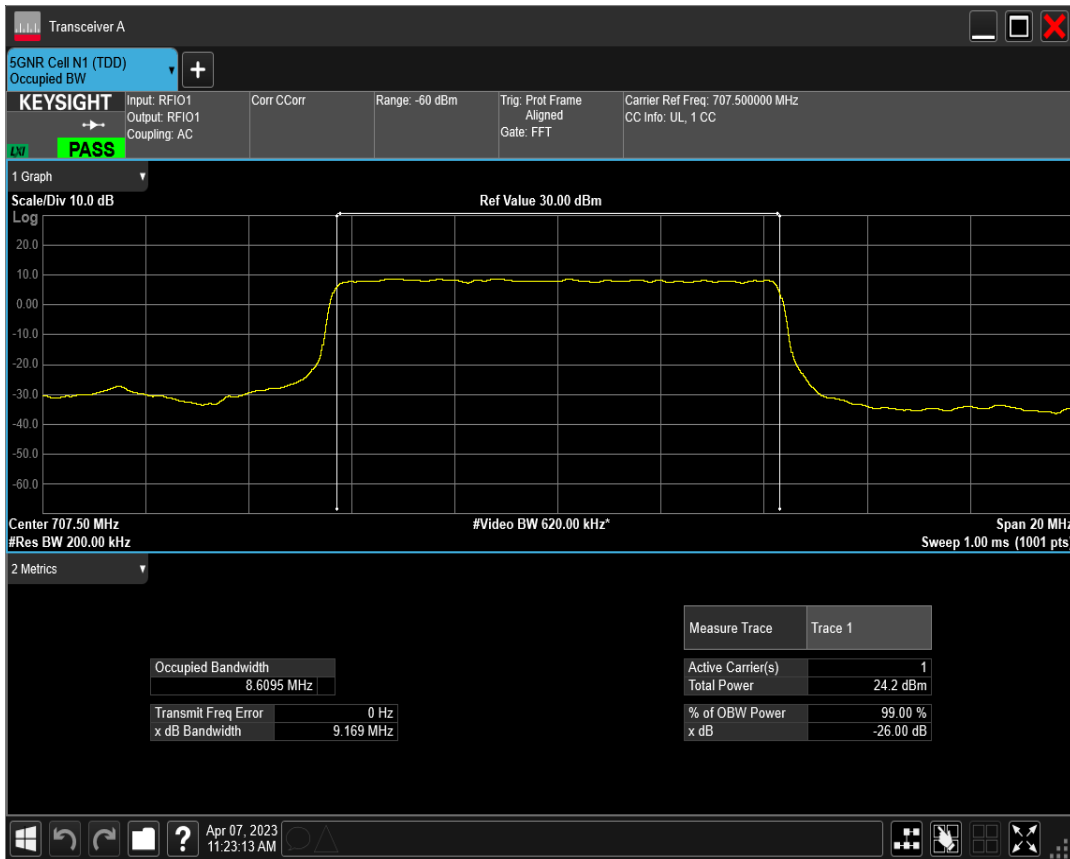 Transceiver A
5GNR Cell N1 (TDD)
Occupied BW
+
KEYSIGHT
LXI
PASS
Input: RFIO1
Output: RFIO1
Coupling: AC
Corr CCorr
Range: -60 dBm
Trig: Prot Frame
Aligned
Gate: FFT
Carrier Ref Freq: 707.500000 MHz
CC Info: UL, 1 CC
1 Graph
Scale/Div 10.0 dB
Ref Value 30.00 dBm
Log
20.0
10.0
0.00
-10.0
-20.0
-30.0
-40.0
-50.0
-60.0
Center 707.50 MHz
#Video BW 620.00 kHz*
Span 20 MHz
#Res BW 200.00 kHz
Sweep 1.00 ms (1001 pts)
2 Metrics
Measure Trace Trace 1
Occupied Bandwidth
8.6095 MHz
Active Carrier(s) 1
Total Power 24.2 dBm
Transmit Freq Error 0 Hz
x dB Bandwidth 9.169 MHz
% of OBW Power 99.00 %
x dB -26.00 dB
?
Apr 07, 2023
11:23:13 AM